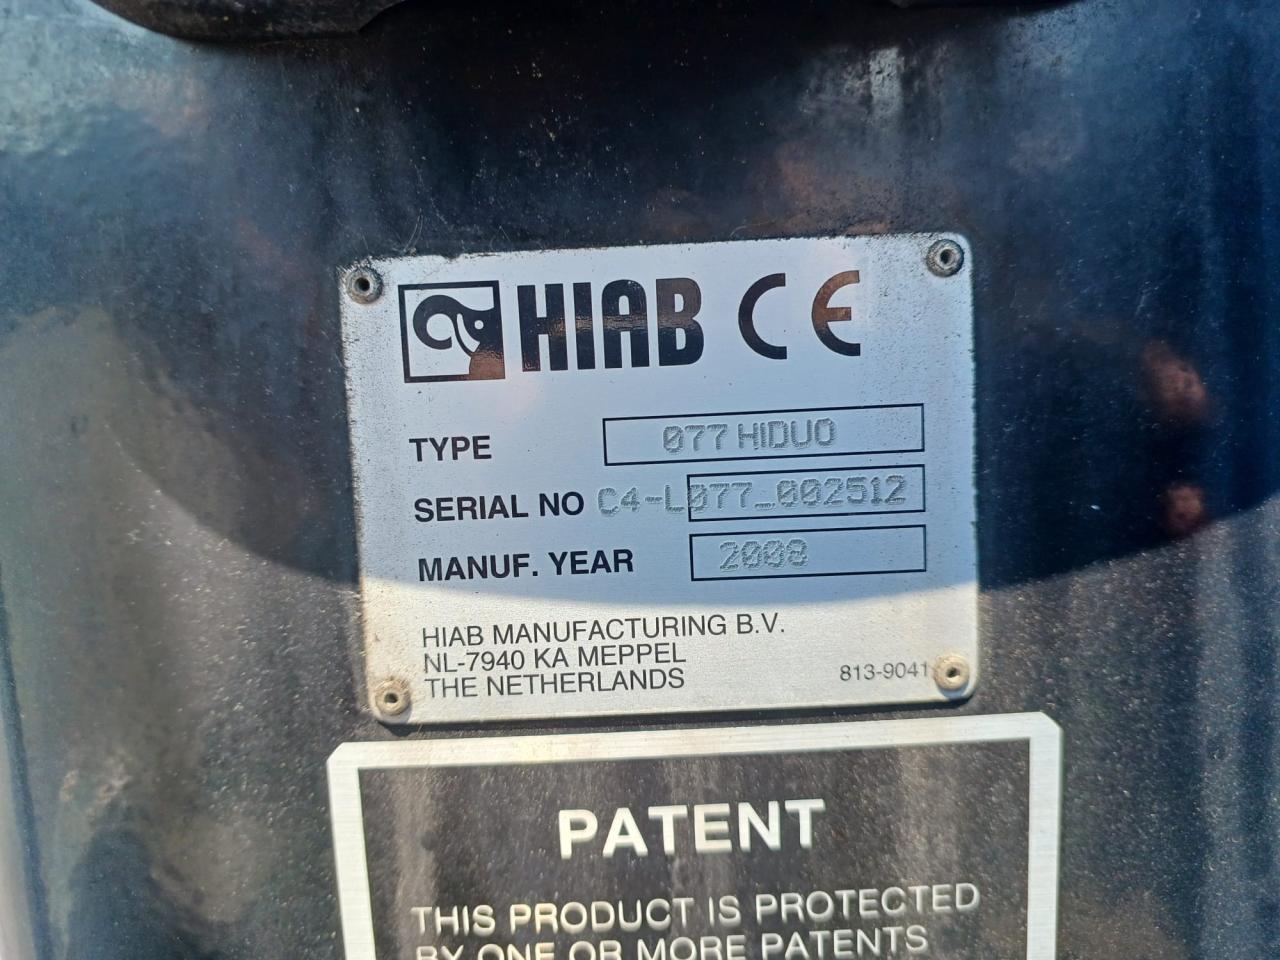 HIAB CE
TYPE 077 HIDUO
SERIAL NO C4-L077_002512
MANUF. YEAR 2008
HIAB MANUFACTURING B.V.
NL-7940 KA MEPPEL
THE NETHERLANDS 813-9041
PATENT
THIS PRODUCT IS PROTECTED
BY ONE OR MORE PATENTS